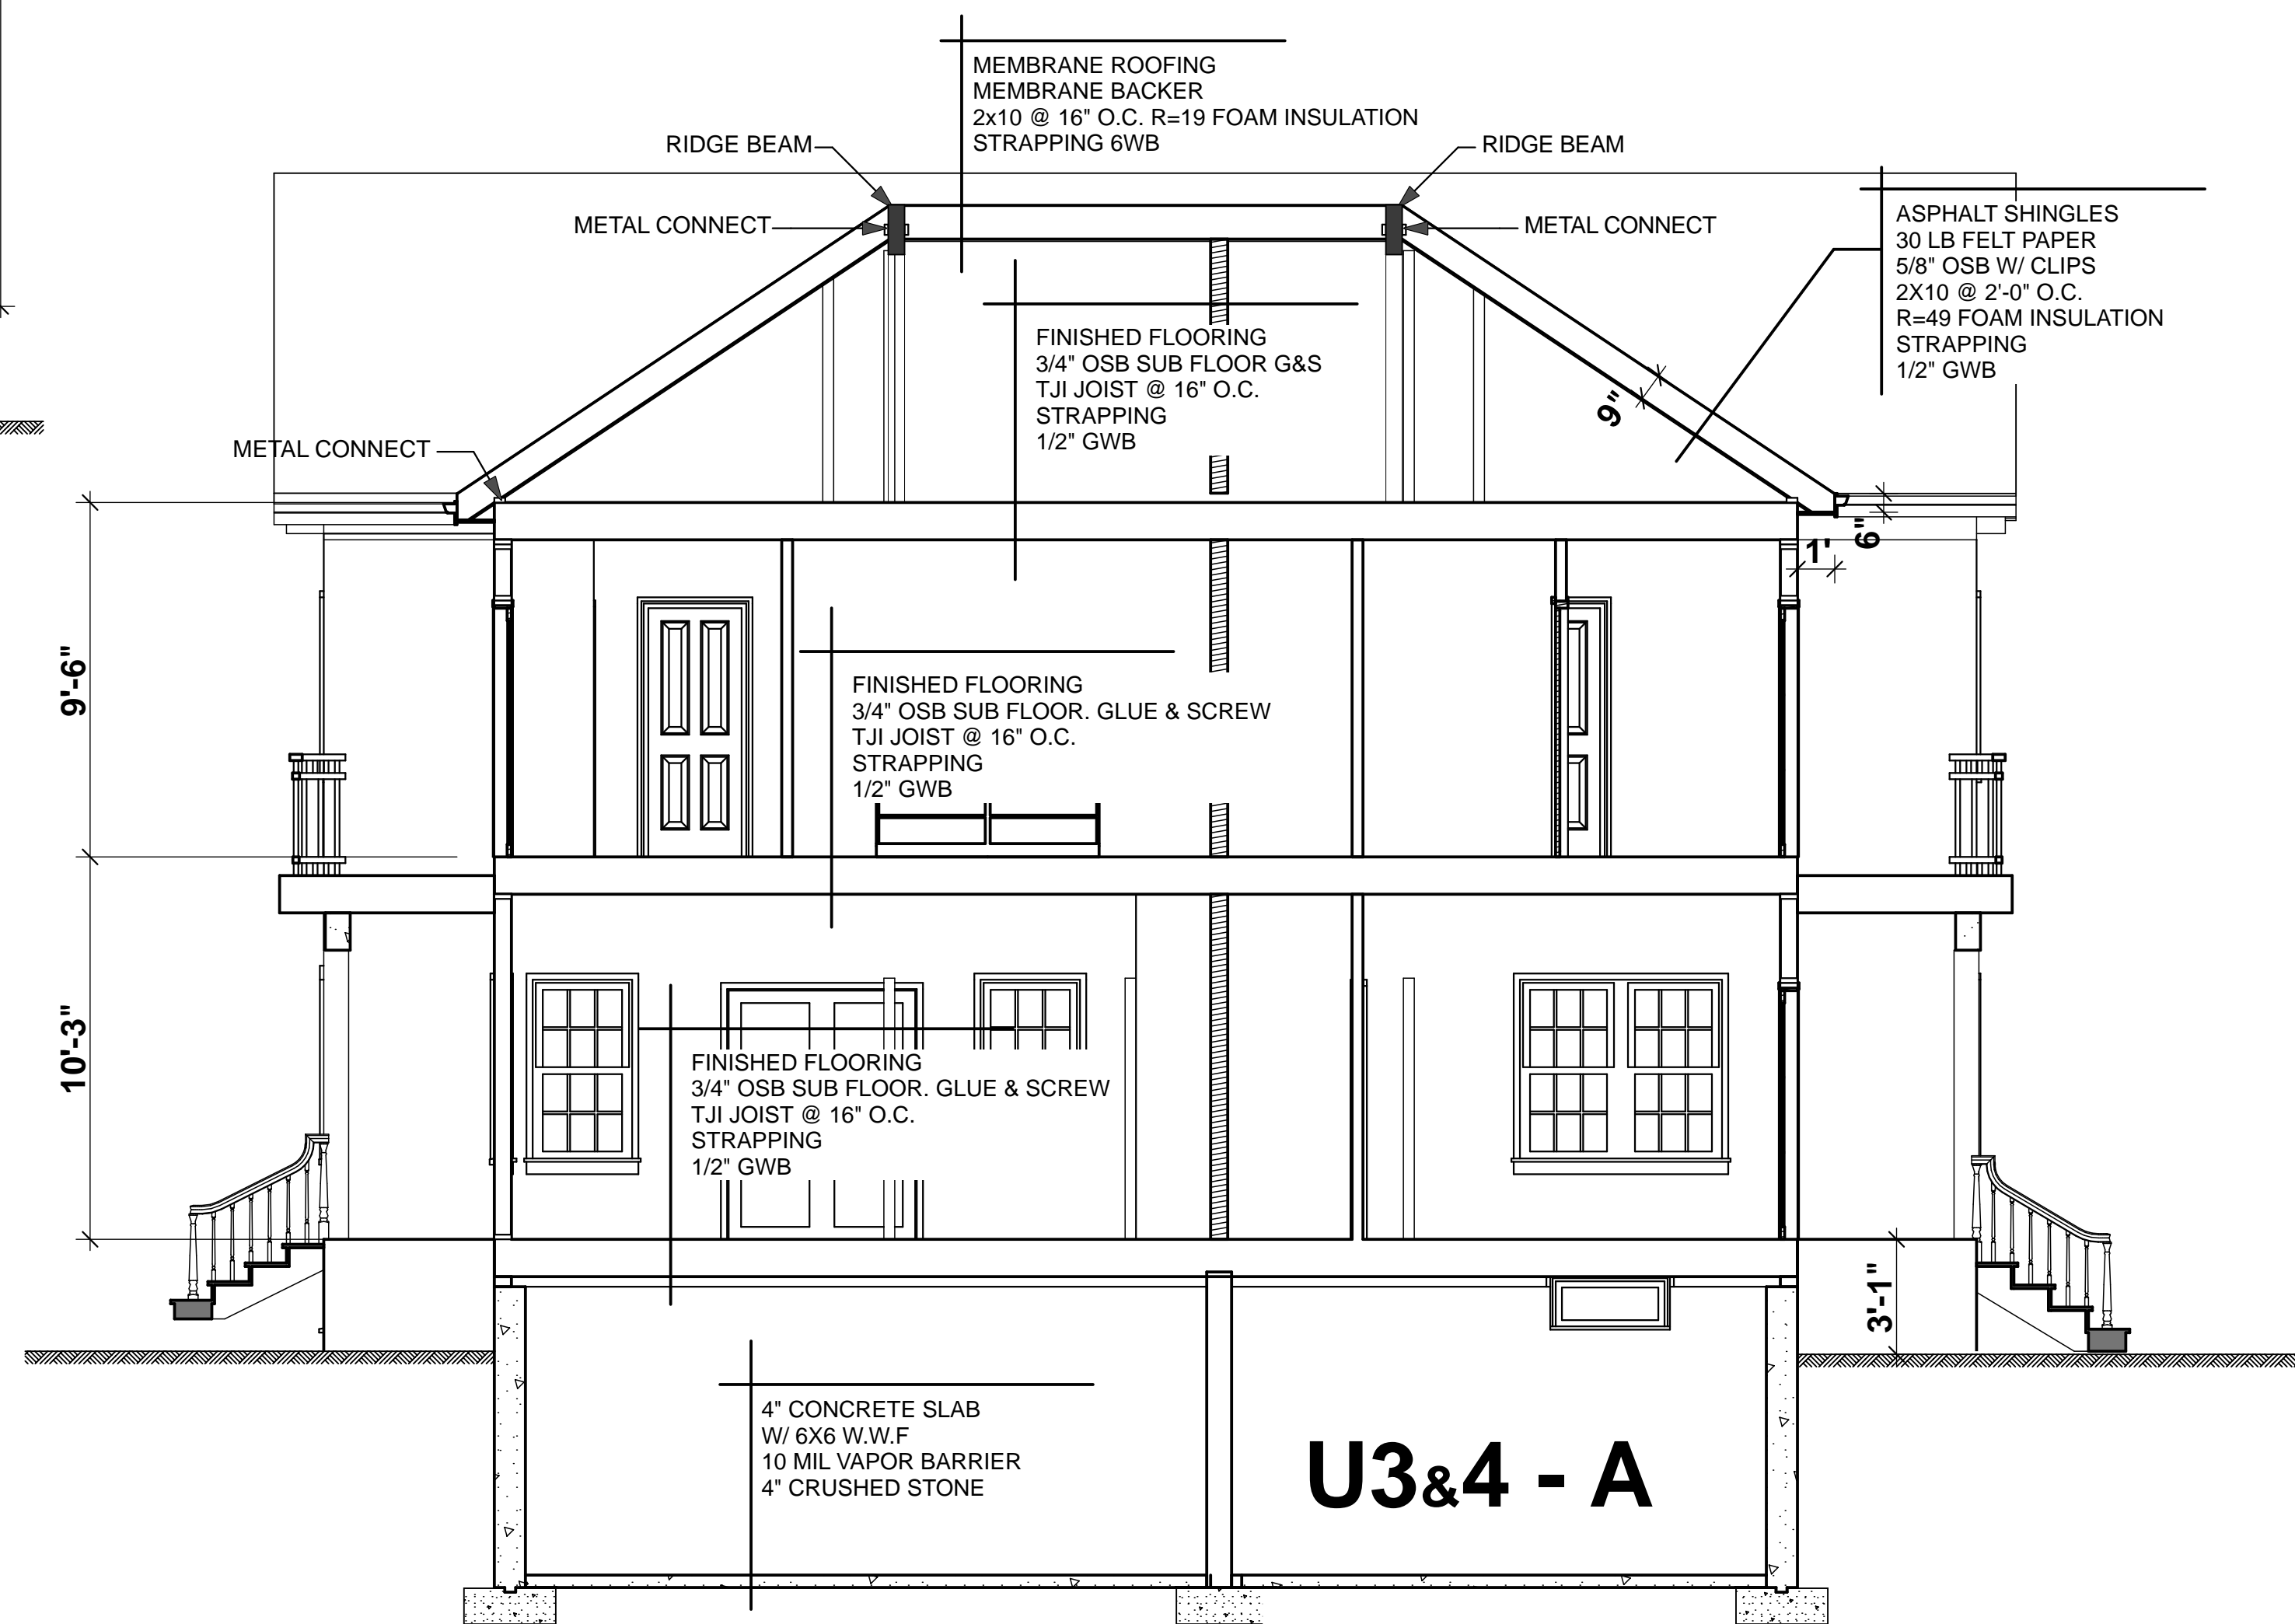 MEMBRANE ROOFING
MEMBRANE BACKER
2x10 @ 16" O.C. R=19 FOAM INSULATION
STRAPPING 6WB
RIDGE BEAM
RIDGE BEAM
METAL CONNECT
METAL CONNECT
ASPHALT SHINGLES
30 LB FELT PAPER
5/8" OSB W/ CLIPS
2X10 @ 2'-0" O.C.
R=49 FOAM INSULATION
STRAPPING
1/2" GWB
FINISHED FLOORING
3/4" OSB SUB FLOOR G&S
TJI JOIST @ 16" O.C.
STRAPPING
1/2" GWB
9"
METAL CONNECT
6"
1'
9'-6"
FINISHED FLOORING
3/4" OSB SUB FLOOR. GLUE & SCREW
TJI JOIST @ 16" O.C.
STRAPPING
1/2" GWB
10'-3"
FINISHED FLOORING
3/4" OSB SUB FLOOR. GLUE & SCREW
TJI JOIST @ 16" O.C.
STRAPPING
1/2" GWB
3'-1"
4" CONCRETE SLAB
W/ 6X6 W.W.F
10 MIL VAPOR BARRIER
4" CRUSHED STONE
U3&4 - A